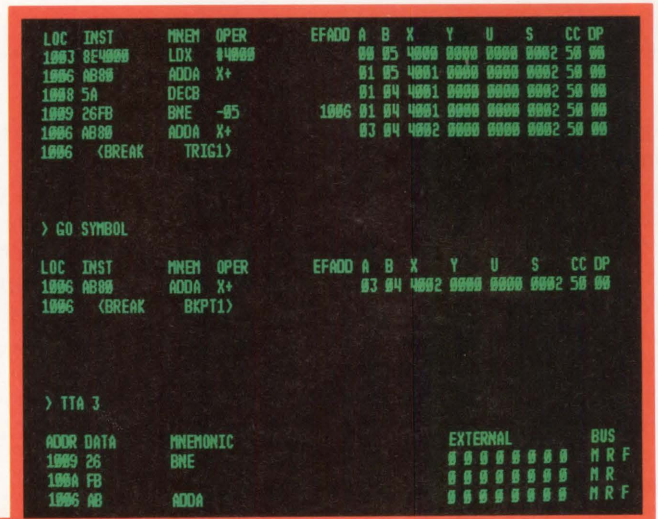 LOC INST MNEM OPER EFADD A B X Y U S CC DP
1003 8E4000 LDX #4000 00 05 4000 0000 0000 0002 50 00
1006 AB80 ADDA X+ 01 05 4001 0000 0000 0002 50 00
1008 5A DECB 01 04 4001 0000 0000 0002 50 00
1009 26FB BNE -05 1006 01 04 4001 0000 0000 0002 50 00
1006 AB80 ADDA X+ 03 04 4002 0000 0000 0002 50 00
1006 <BREAK TRIG1>
> GO SYMBOL
LOC INST MNEM OPER EFADD A B X Y U S CC DP
1006 AB80 ADDA X+ 03 04 4002 0000 0000 0002 50 00
1006 <BREAK BKPT1>
> TTA 3
ADDR DATA MNEMONIC EXTERNAL BUS
1009 26 BNE 0 0 0 0 0 0 0 0 M R F
100A FB 0 0 0 0 0 0 0 0 M R
1006 AB ADDA 0 0 0 0 0 0 0 0 M R F